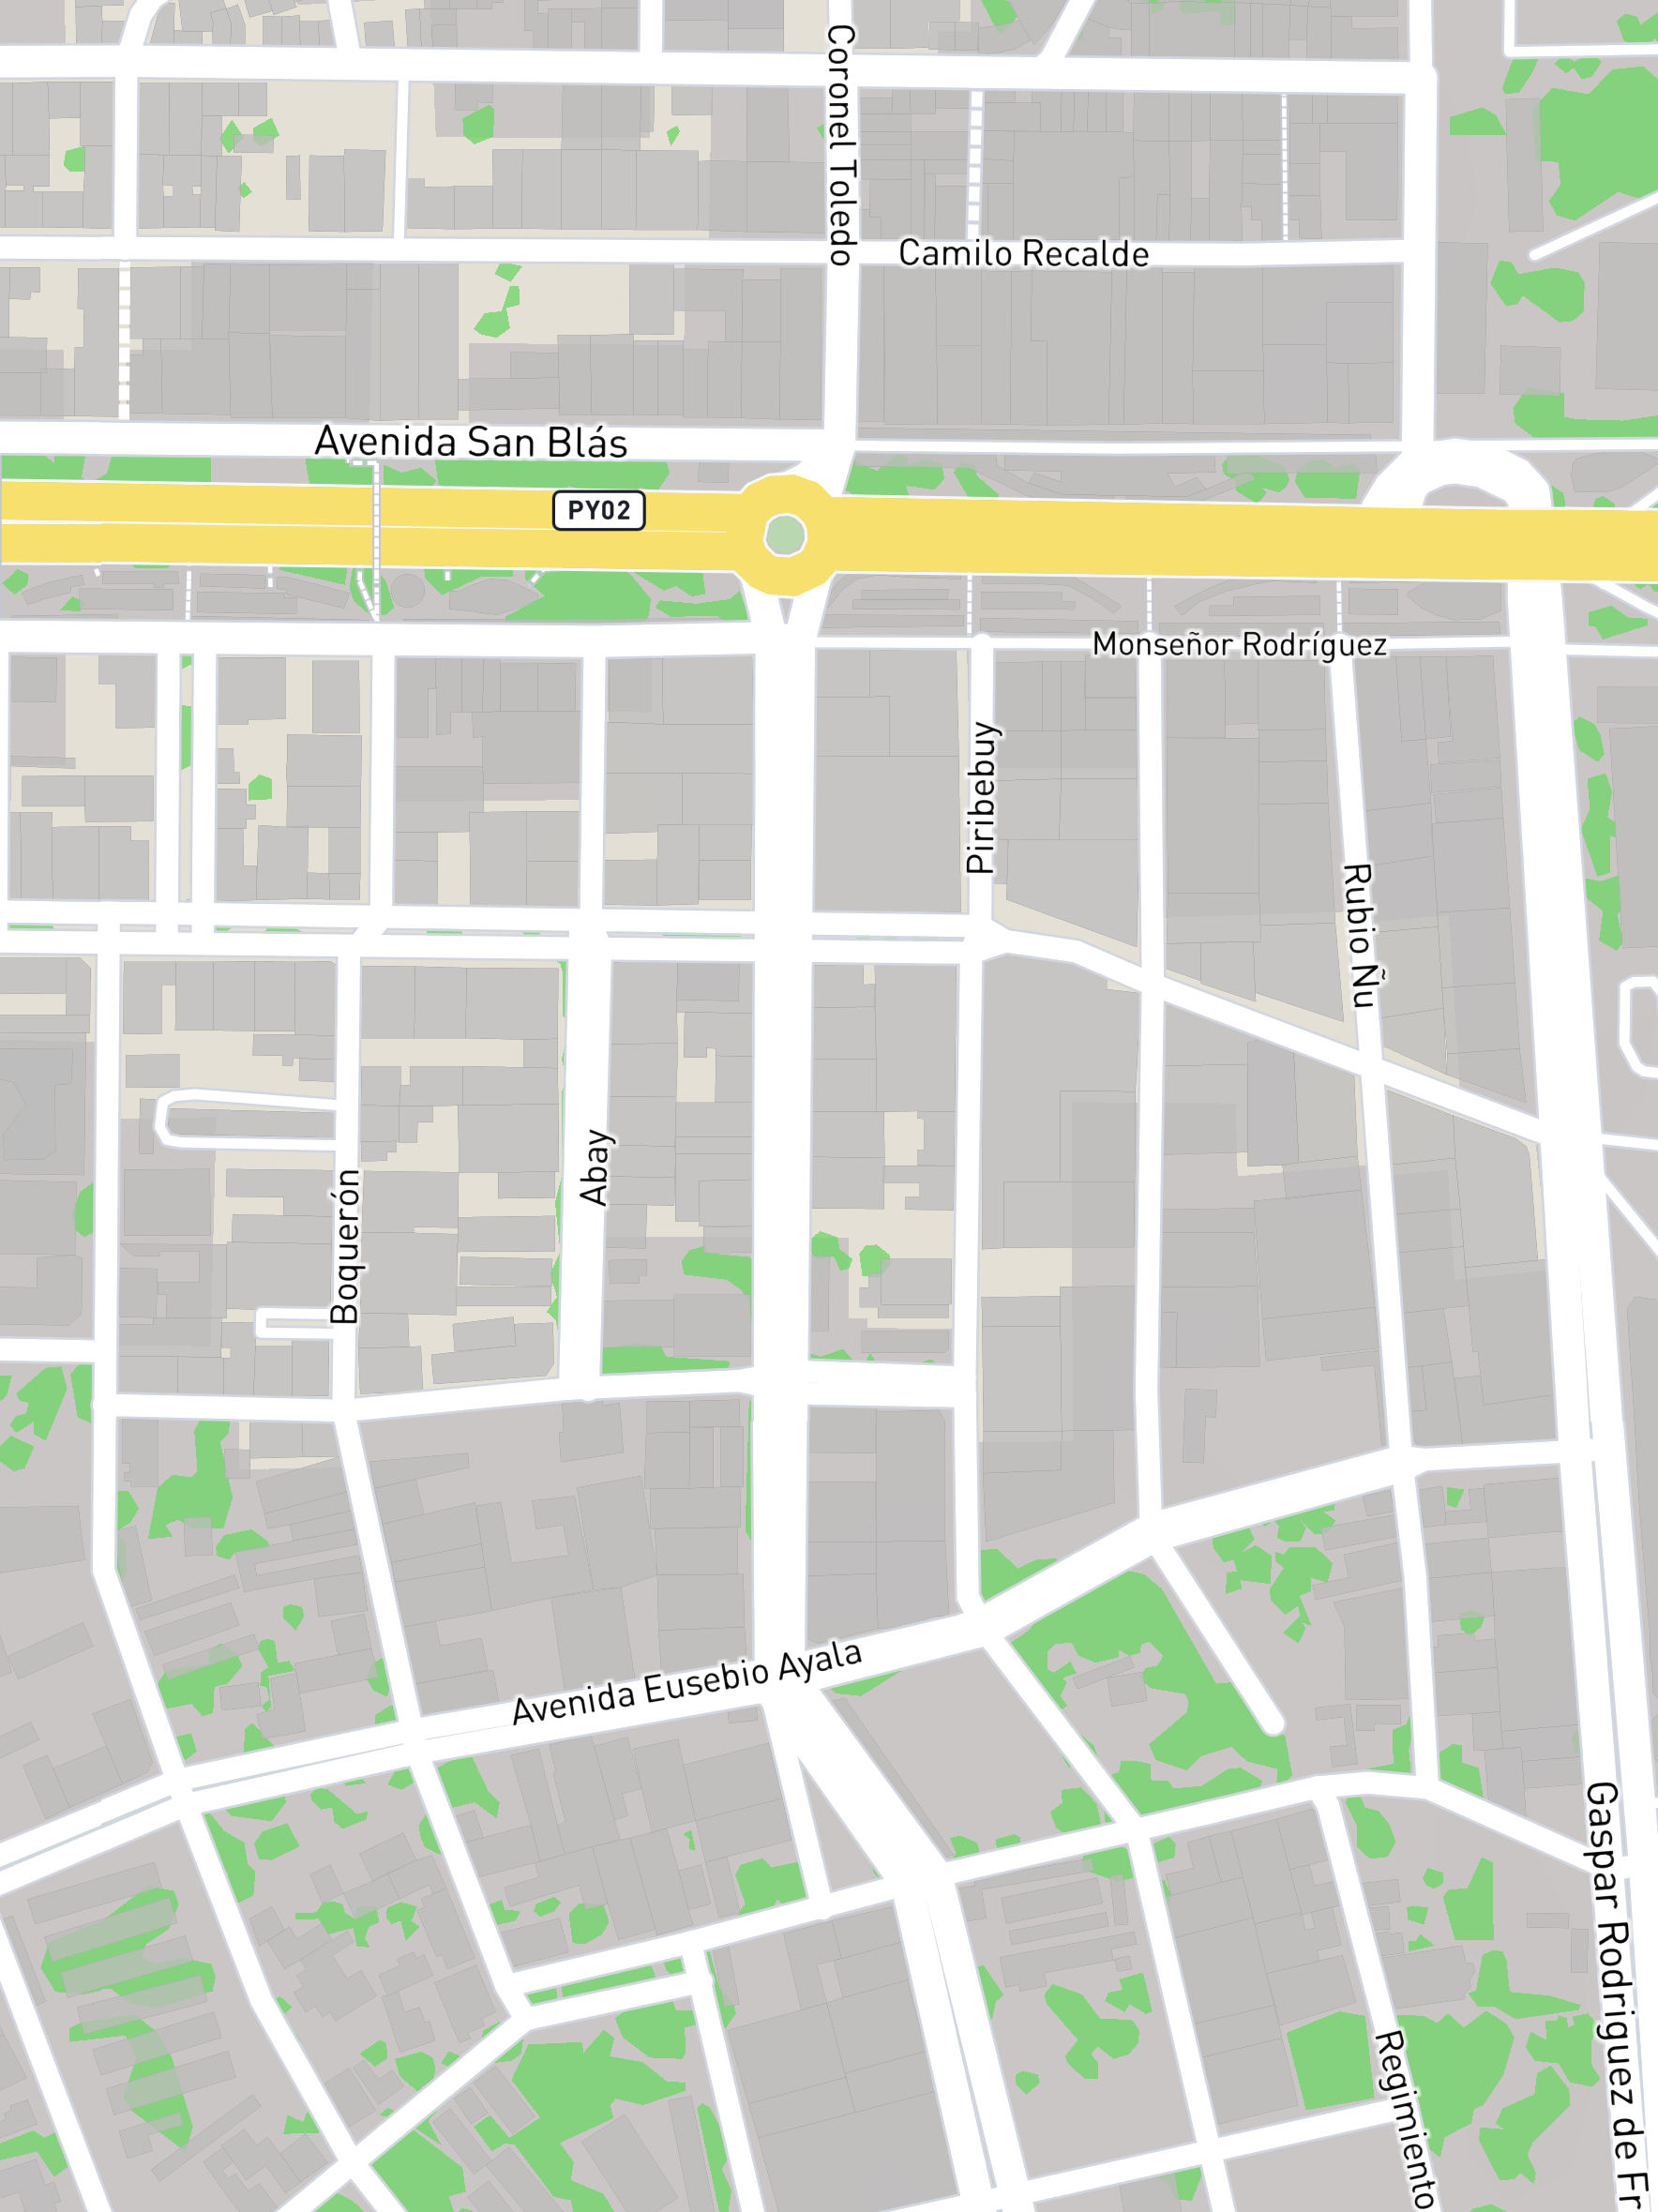 Coronel Toledo
Camilo Recalde
Avenida San Blás
PY02
Monseñor Rodríguez
Piribebuy
Rubio Ñu
Abay
Boquerón
Avenida Eusebio Ayala
Gaspar Rodriguez de Fr
Regimiento